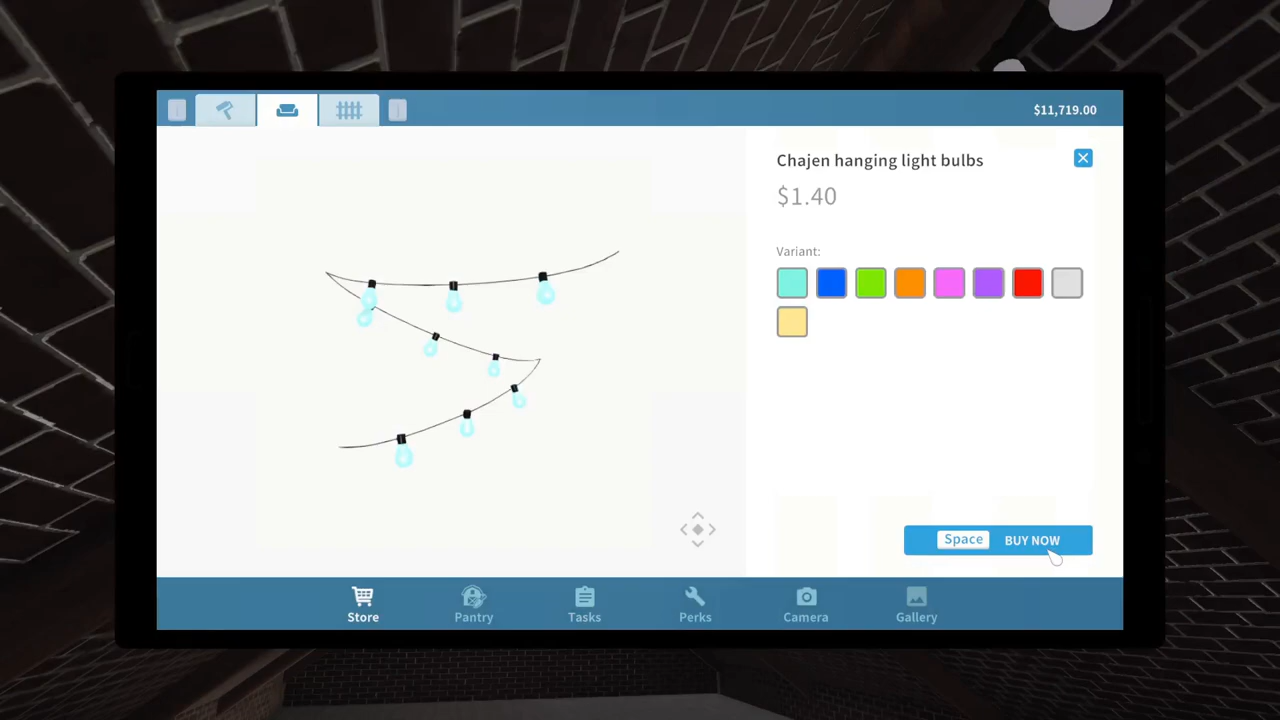 $11,719.00
Chajen hanging light bulbs
$1.40
Variant:
Space BUY NOW
Store Pantry Tasks Perks Camera Gallery